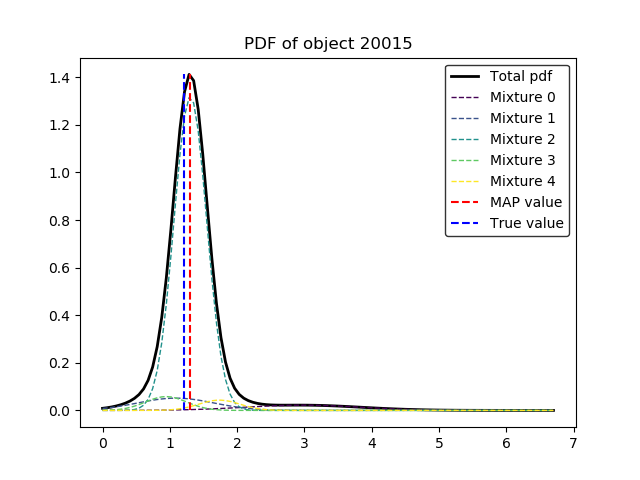 PDF of object 20015
Total pdf
Mixture 0
Mixture 1
Mixture 2
Mixture 3
Mixture 4
MAP value
True value
1.4
1.2
1.0
0.8
0.6
0.4
0.2
0.0
0 1 2 3 4 5 6 7